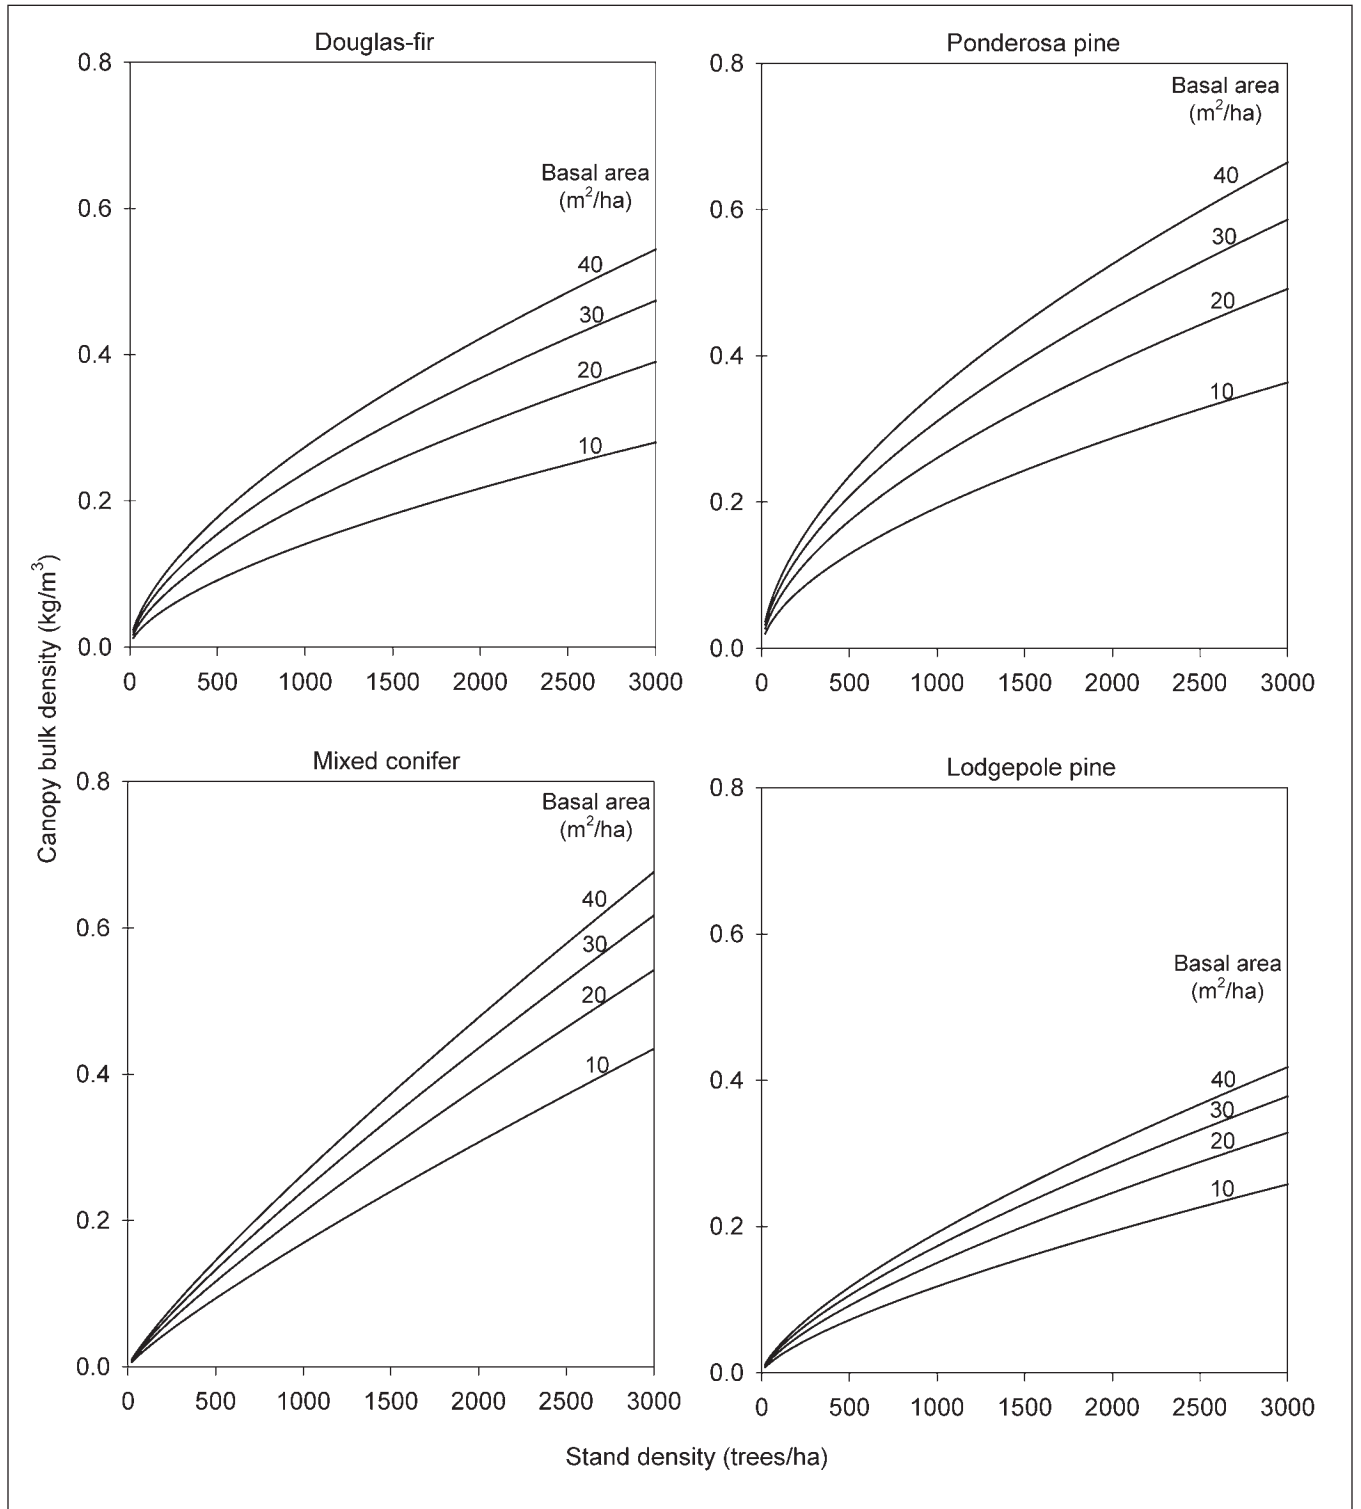 Douglas-fir
0.8
0.6
0.4
0.2
0.0
Basal area
(m²/ha)
40
30
20
10
0 500 1000 1500 2000 2500 3000
Ponderosa pine
0.8
0.6
0.4
0.2
0.0
Basal area
(m²/ha)
40
30
20
10
0 500 1000 1500 2000 2500 3000
Canopy bulk density (kg/m³)
Mixed conifer
0.8
0.6
0.4
0.2
0.0
Basal area
(m²/ha)
40
30
20
10
0 500 1000 1500 2000 2500 3000
Lodgepole pine
0.8
0.6
0.4
0.2
0.0
Basal area
(m²/ha)
40
30
20
10
0 500 1000 1500 2000 2500 3000
Stand density (trees/ha)